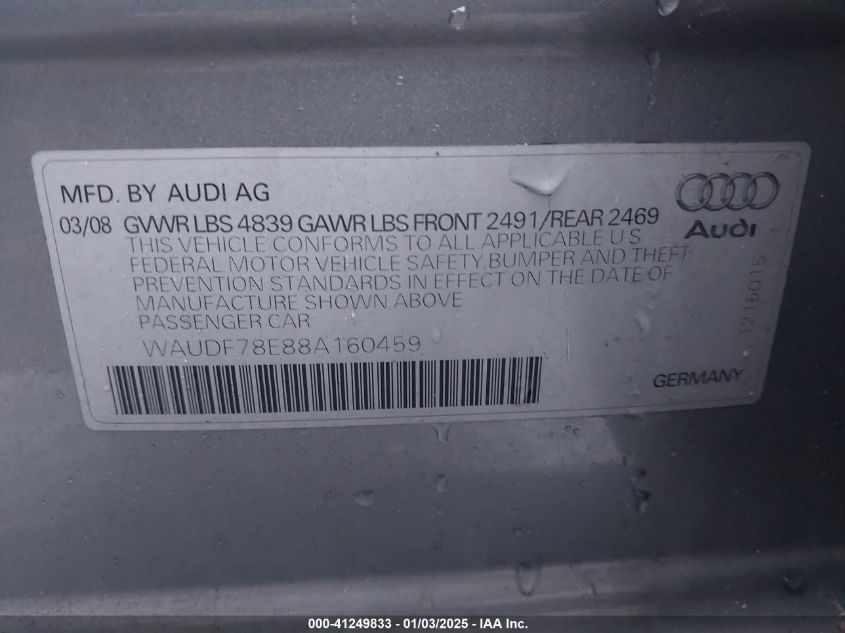 MFD. BY AUDI AG
03/08 GVWR LBS 4839 GAWR LBS FRONT 2491/REAR 2469
THIS VEHICLE CONFORMS TO ALL APPLICABLE U S
FEDERAL MOTOR VEHICLE SAFETY, BUMPER AND THEFT
PREVENTION STANDARDS IN EFFECT ON THE DATE OF
MANUFACTURE SHOWN ABOVE
PASSENGER CAR
WAUDF78E88A160459
Audi
1216015
GERMANY
000-41249833 - 01/03/2025 - IAA Inc.